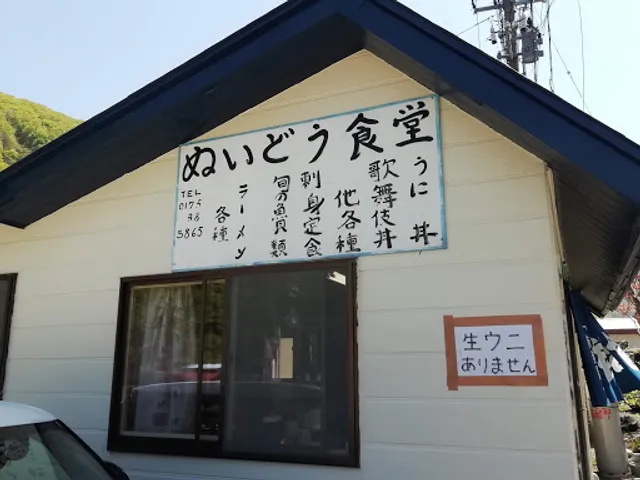 ぬいどう食堂
うに丼
歌舞伎丼
他各種
刺身定食
旬の魚類
ラーメン
各種
TEL
0175
38
5865
生ウニ
ありません